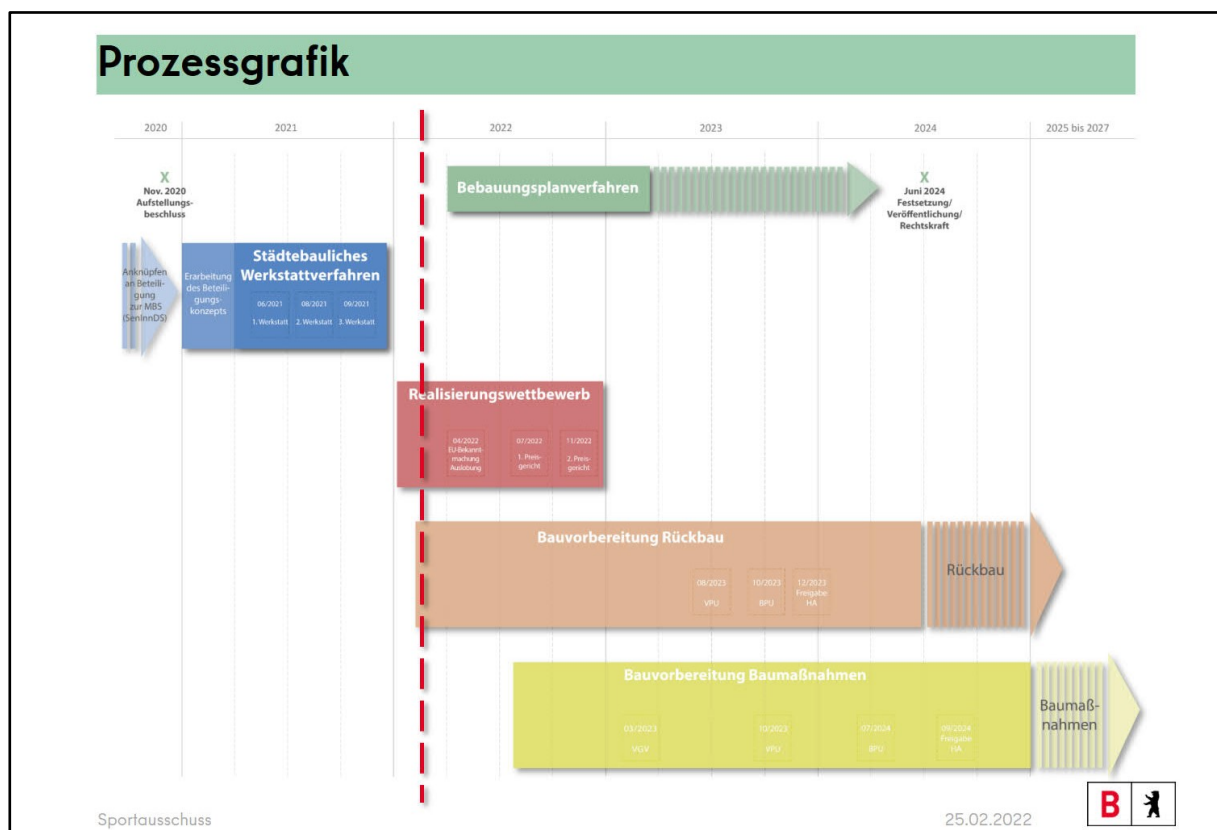 Prozessgrafik
2020
2021
2022
2023
2024
2025 bis 2027
X
Nov. 2020
Aufstellungs-
beschluss
Bebauungsplanverfahren
X
Juni 2024
Festsetzung/
Veröffentlichung/
Rechtskraft
Anknüpfen
an Beteili-
gung
zur MBS
(SenInnDS)
Erarbeitung
des Beteili-
gungs-
konzepts
Städtebauliches
Werkstattverfahren
06/2021
1. Werkstatt
08/2021
2. Werkstatt
09/2021
3. Werkstatt
Realisierungswettbewerb
04/2022
EU-Bekannt-
machung
Auslobung
07/2022
1. Preis-
gericht
11/2022
2. Preis-
gericht
Bauvorbereitung Rückbau
08/2023
VPU
10/2023
BPU
12/2023
Freigabe
HA
Rückbau
Bauvorbereitung Baumaßnahmen
03/2023
VGV
10/2023
VPU
07/2024
BPU
09/2024
Freigabe
HA
Baumaß-
nahmen
Sportausschuss
25.02.2022
B